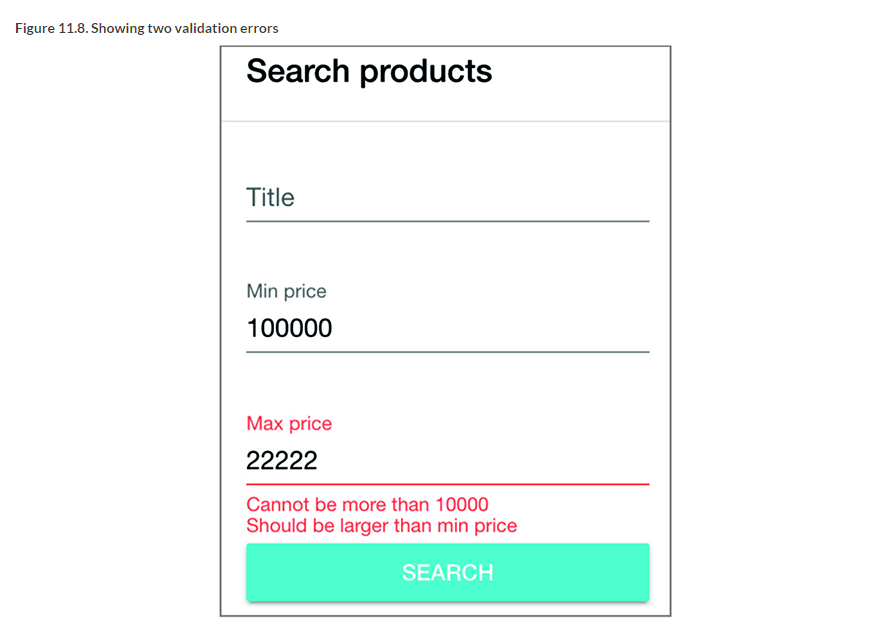 Figure 11.8. Showing two validation errors
Search products
Title
Min price
100000
Max price
22222
Cannot be more than 10000
Should be larger than min price
SEARCH